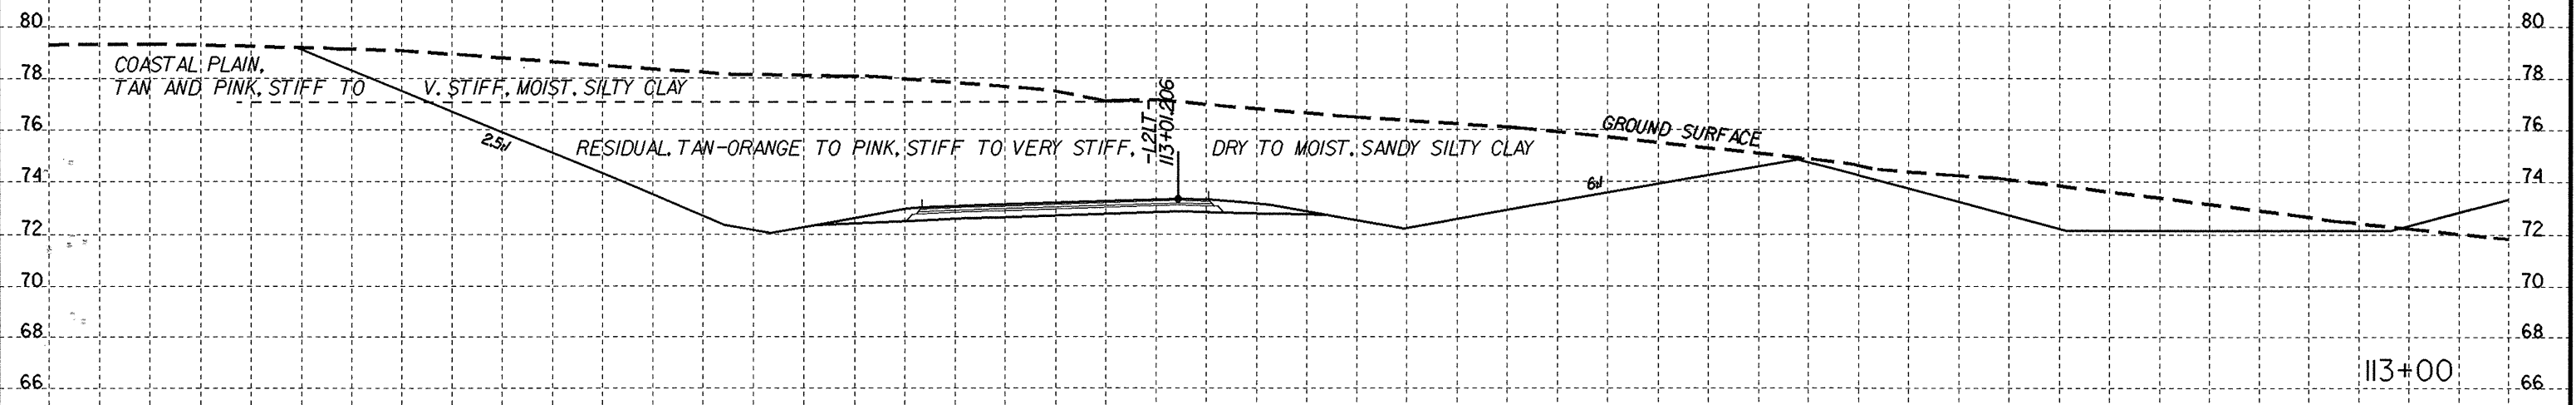 80 80
COASTAL PLAIN,
78 78
TAN AND PINK, STIFF TO V. STIFF, MOIST. SILTY CLAY
-L2LT-
113+01.206
76 76
GROUND SURFACE
2.5:1
RESIDUAL, TAN-ORANGE TO PINK, STIFF TO VERY STIFF, DRY TO MOIST. SANDY SILTY CLAY
74 74
6:1
72 72
70 70
68 68
113+00
66 66